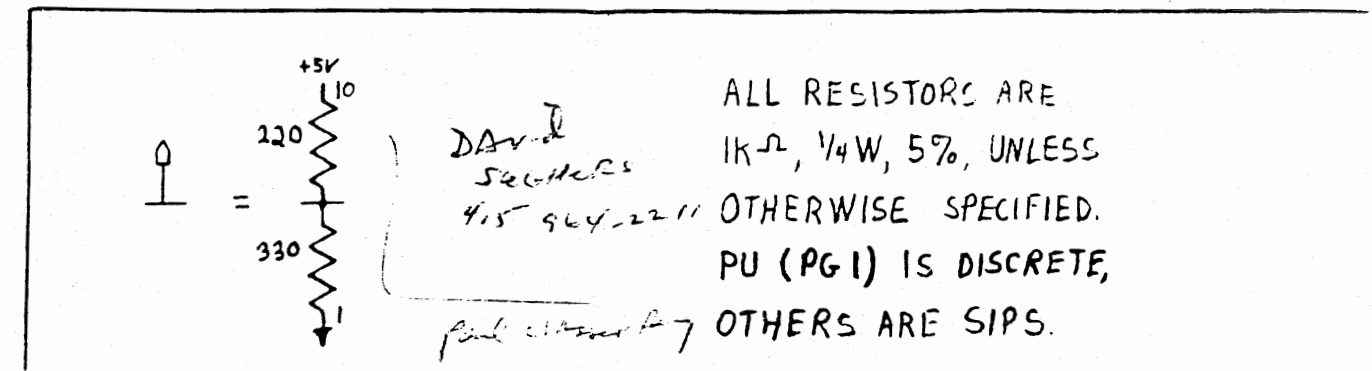 +5V
10
220
=
330
1
DAvid
415 964-2211
ALL RESISTORS ARE
1K Ω, 1/4W, 5%, UNLESS
OTHERWISE SPECIFIED.
PU (PG 1) IS DISCRETE,
OTHERS ARE SIPS.